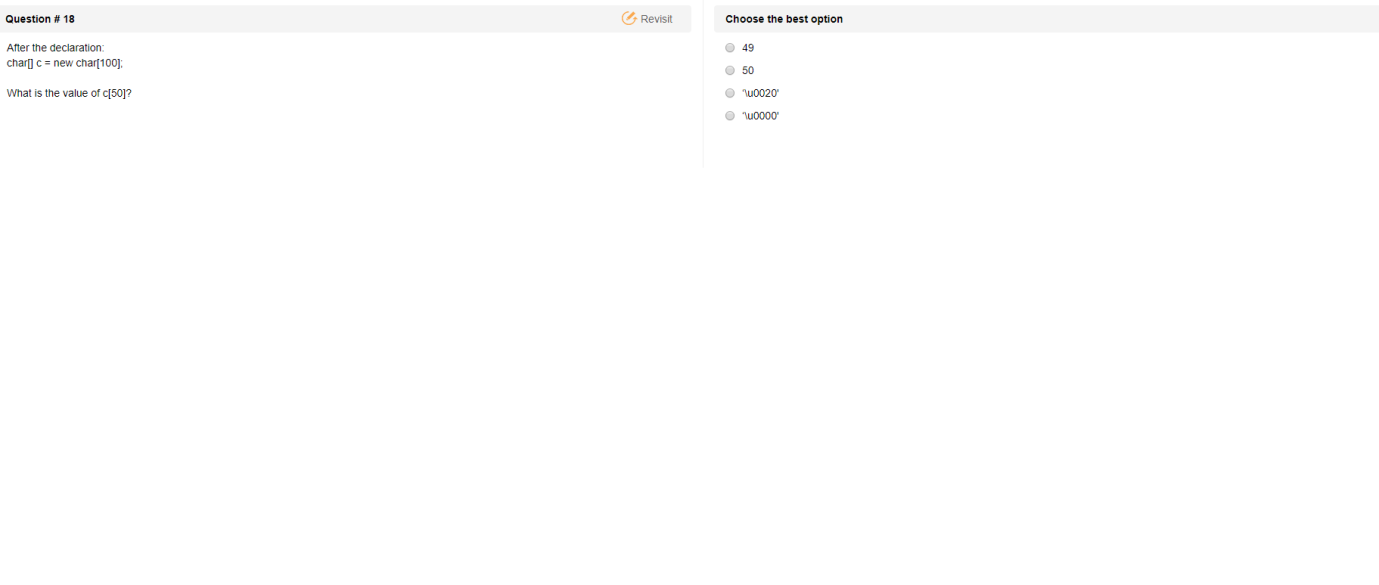 Question # 18
Revisit
After the declaration:
char[] c = new char[100];
What is the value of c[50]?
Choose the best option
49
50
'\u0020'
'\u0000'